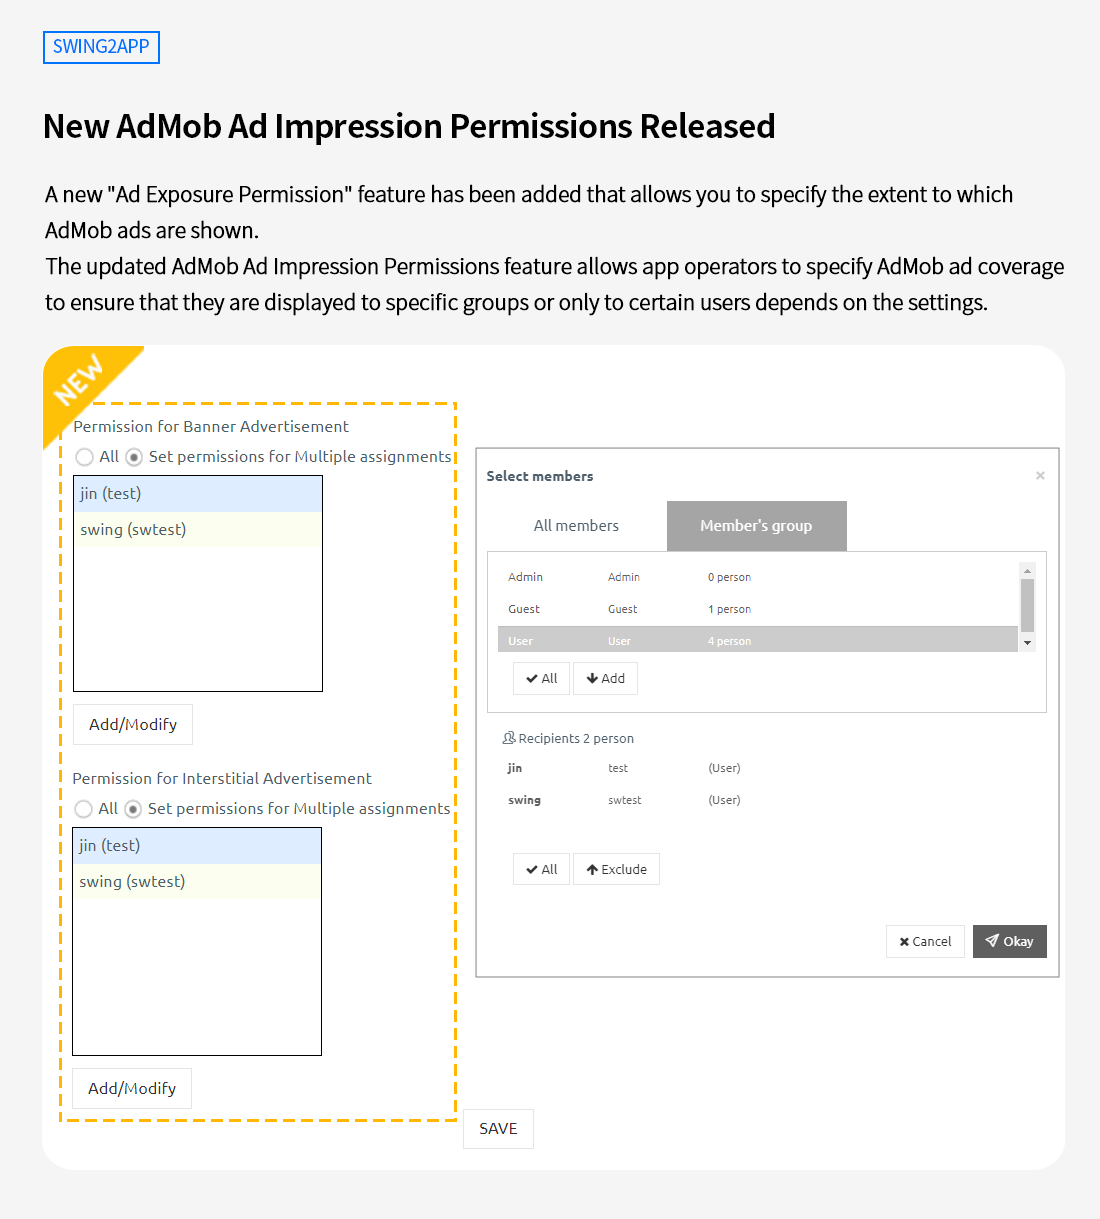 SWING2APP
New AdMob Ad Impression Permissions Released
A new "Ad Exposure Permission" feature has been added that allows you to specify the extent to which
AdMob ads are shown.
The updated AdMob Ad Impression Permissions feature allows app operators to specify AdMob ad coverage
to ensure that they are displayed to specific groups or only to certain users depends on the settings.
NEW
Permission for Banner Advertisement
All Set permissions for Multiple assignments
jin (test)
swing (swtest)
Add/Modify
Permission for Interstitial Advertisement
All Set permissions for Multiple assignments
jin (test)
swing (swtest)
Add/Modify
Select members
All members Member's group
Admin Admin 0 person
Guest Guest 1 person
User User 4 person
All Add
Recipients 2 person
jin test (User)
swing swtest (User)
All Exclude
Cancel Okay
SAVE